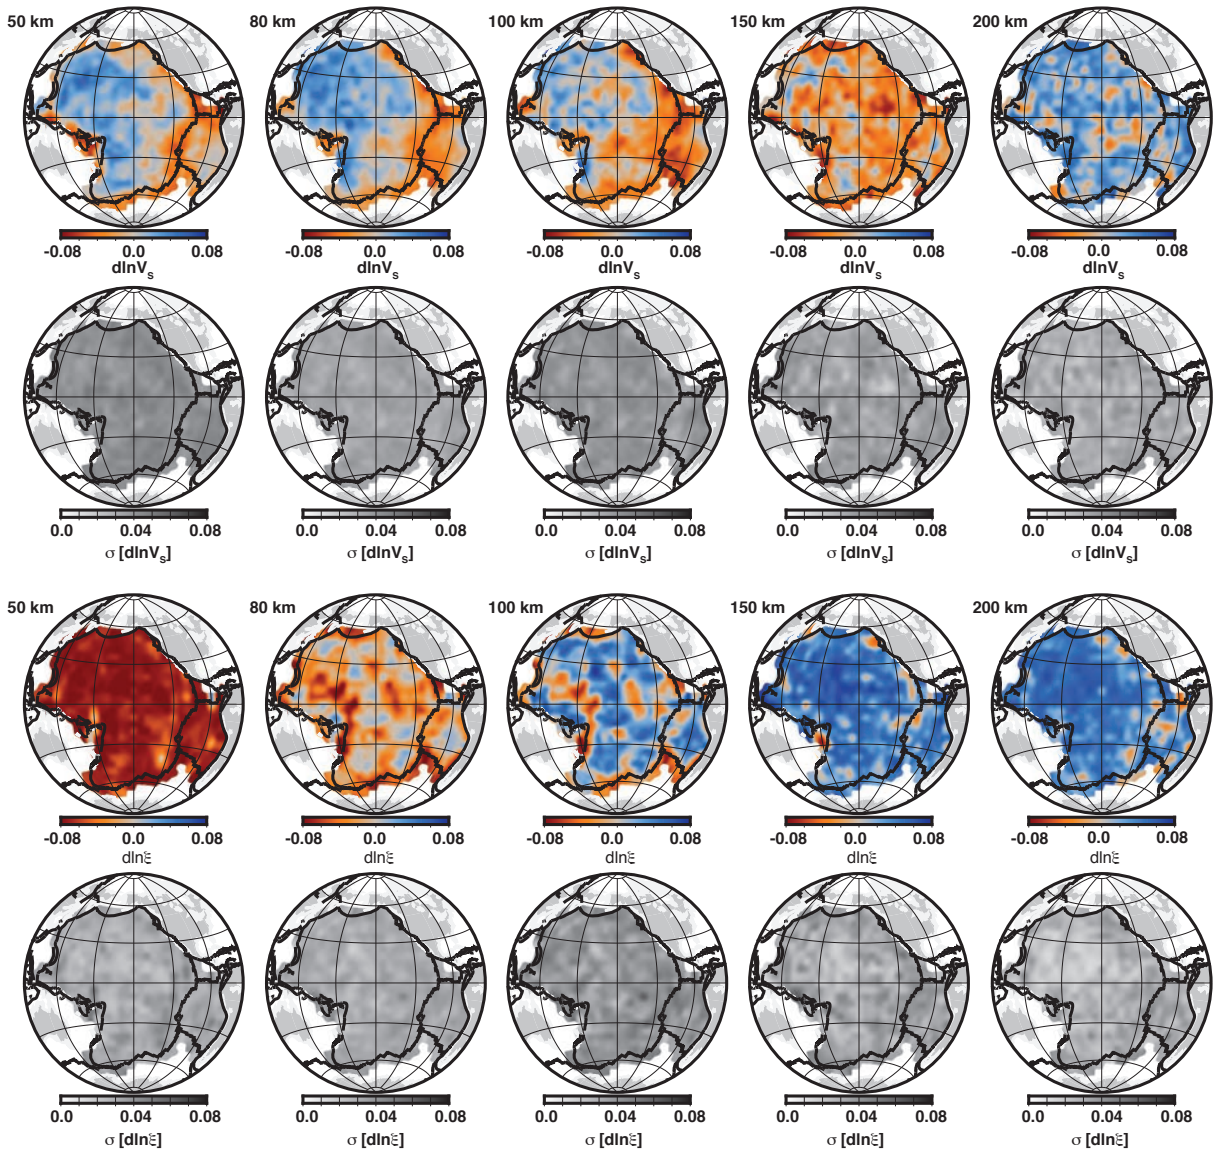 50 km 80 km 100 km 150 km 200 km
-0.08 0.0 0.08 -0.08 0.0 0.08 -0.08 0.0 0.08 -0.08 0.0 0.08 -0.08 0.0 0.08
dlnVs dlnVs dlnVs dlnVs dlnVs
0.0 0.04 0.08 0.0 0.04 0.08 0.0 0.04 0.08 0.0 0.04 0.08 0.0 0.04 0.08
σ [dlnVs] σ [dlnVs] σ [dlnVs] σ [dlnVs] σ [dlnVs]
50 km 80 km 100 km 150 km 200 km
-0.08 0.0 0.08 -0.08 0.0 0.08 -0.08 0.0 0.08 -0.08 0.0 0.08 -0.08 0.0 0.08
dlnξ dlnξ dlnξ dlnξ dlnξ
0.0 0.04 0.08 0.0 0.04 0.08 0.0 0.04 0.08 0.0 0.04 0.08 0.0 0.04 0.08
σ [dlnξ] σ [dlnξ] σ [dlnξ] σ [dlnξ] σ [dlnξ]